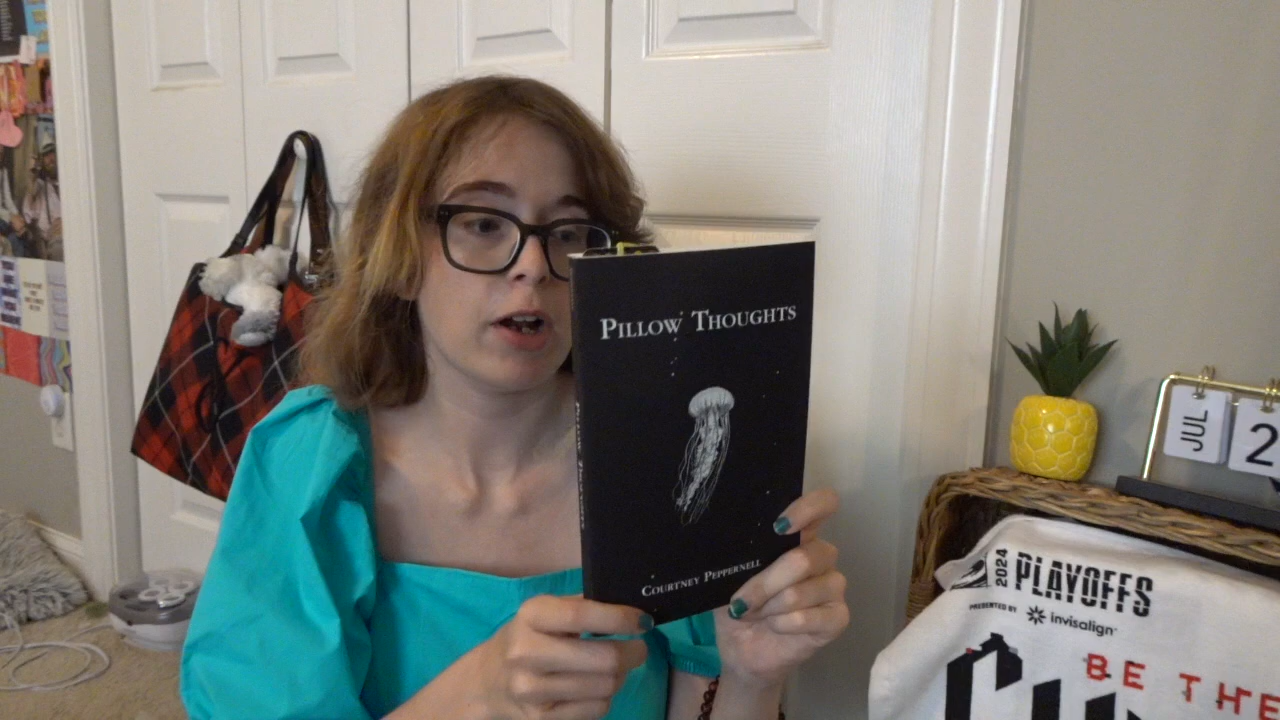 PILLOW THOUGHTS
COURTNEY PEPPERNELL
JUL
2
2024
PLAYOFFS
PRESENTED BY invisalign
BE THE